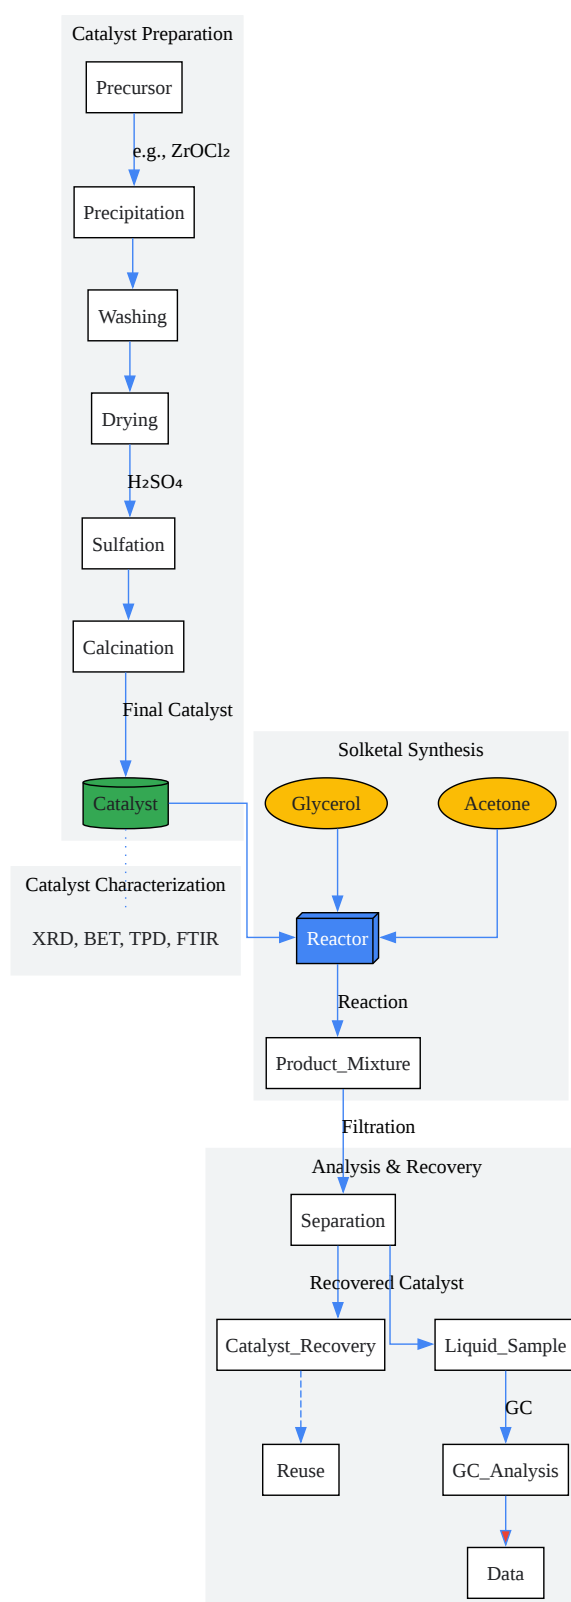 Catalyst Preparation
Precursor
e.g., ZrOCl₂
Precipitation
Washing
Drying
H₂SO₄
Sulfation
Calcination
Final Catalyst
Catalyst
Solketal Synthesis
Glycerol
Acetone
Catalyst Characterization
XRD, BET, TPD, FTIR
Reactor
Reaction
Product_Mixture
Filtration
Analysis & Recovery
Separation
Recovered Catalyst
Catalyst_Recovery
Liquid_Sample
GC
Reuse
GC_Analysis
Data